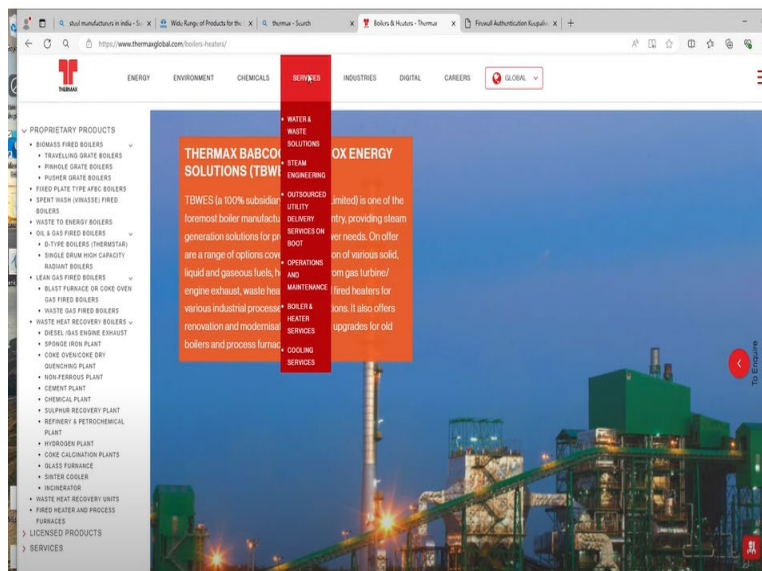 steel manufacturers in india - Se
Wide Range of Products for the
thermax - Search
Boilers & Heaters - Thermax
Firewall Authentication Keepalive
https://www.thermaxglobal.com/boilers-heaters/
THERMAX
ENERGY
ENVIRONMENT
CHEMICALS
SERVICES
INDUSTRIES
DIGITAL
CAREERS
GLOBAL
WATER &
WASTE
SOLUTIONS
STEAM
ENGINEERING
OUTSOURCED
UTILITY
DELIVERY
SERVICES ON
BOOT
OPERATIONS
AND
MAINTENANCE
BOILER &
HEATER
SERVICES
COOLING
SERVICES
PROPRIETARY PRODUCTS
BIOMASS FIRED BOILERS
TRAVELLING GRATE BOILERS
PINHOLE GRATE BOILERS
PUSHER GRATE BOILERS
FIXED PLATE TYPE AFBC BOILERS
SPENT WASH (VINASSE) FIRED
BOILERS
WASTE TO ENERGY BOILERS
OIL & GAS FIRED BOILERS
D-TYPE BOILERS (THERMSTAR)
SINGLE DRUM HIGH CAPACITY
RADIANT BOILERS
LEAN GAS FIRED BOILERS
BLAST FURNACE OR COKE OVEN
GAS FIRED BOILERS
WASTE GAS FIRED BOILERS
WASTE HEAT RECOVERY BOILERS
DIESEL /GAS ENGINE EXHAUST
SPONGE IRON PLANT
COKE OVEN/COKE DRY
QUENCHING PLANT
NON-FERROUS PLANT
CEMENT PLANT
CHEMICAL PLANT
SULPHUR RECOVERY PLANT
REFINERY & PETROCHEMICAL
PLANT
HYDROGEN PLANT
COKE CALCINATION PLANTS
GLASS FURNANCE
SINTER COOLER
INCINERATOR
WASTE HEAT RECOVERY UNITS
FIRED HEATER AND PROCESS
FURNACES
LICENSED PRODUCTS
SERVICES
THERMAX BABCO OX ENERGY
SOLUTIONS (TBWE
TBWES (a 100% subsidiar imited) is one of the
foremost boiler manufactu ntry, providing steam
generation solutions for pr wer needs. On offer
are a range of options cove on of various solid,
liquid and gaseous fuels, h om gas turbine/
engine exhaust, waste hea fired heaters for
various industrial processe ions. It also offers
renovation and modernisat upgrades for old
boilers and process furnac
To Enquire